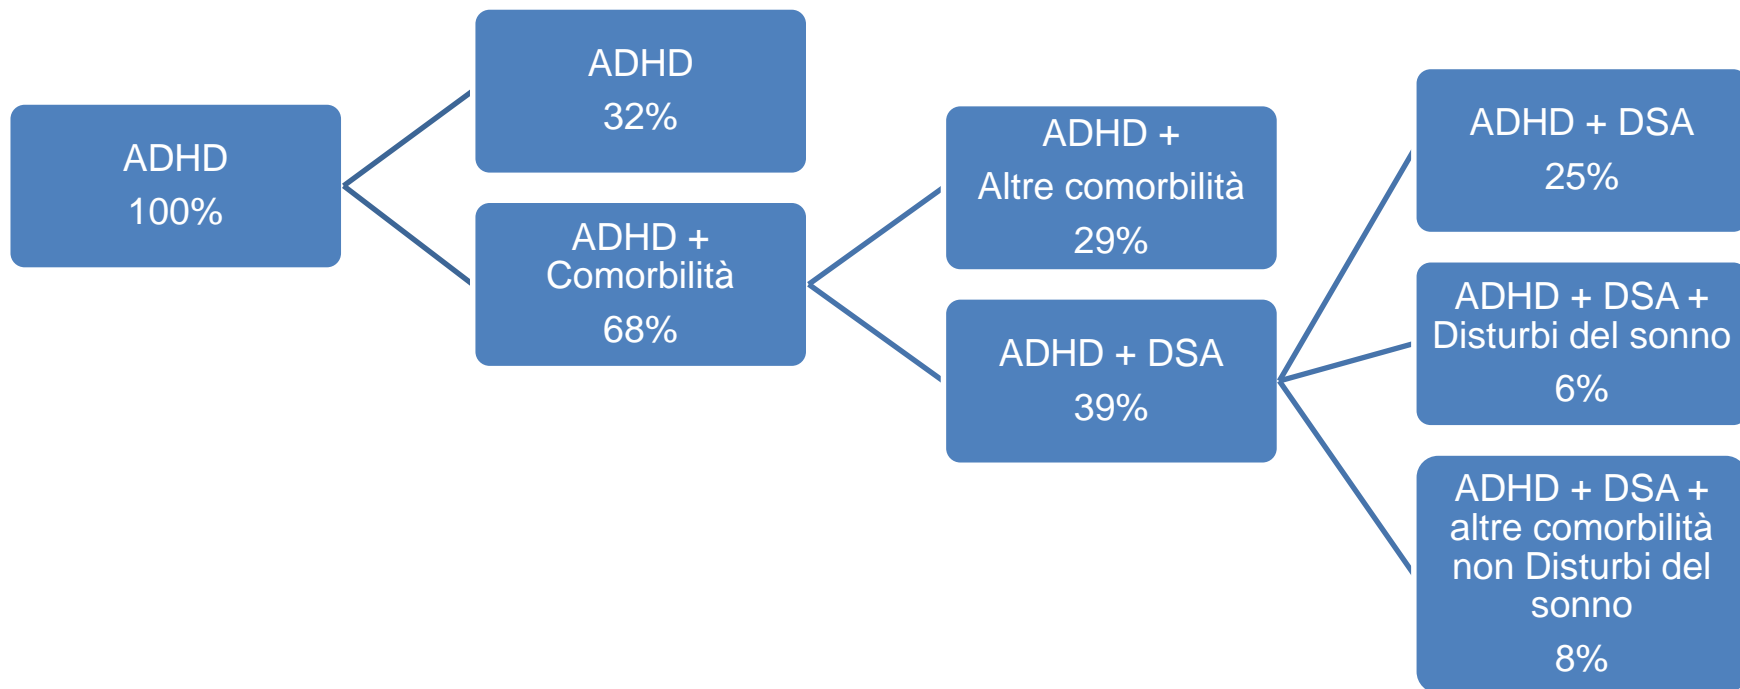 ADHD
100%
ADHD
32%
ADHD +
Comorbilità
68%
ADHD +
Altre comorbilità
29%
ADHD + DSA
39%
ADHD + DSA
25%
ADHD + DSA +
Disturbi del sonno
6%
ADHD + DSA +
altre comorbilità
non Disturbi del
sonno
8%